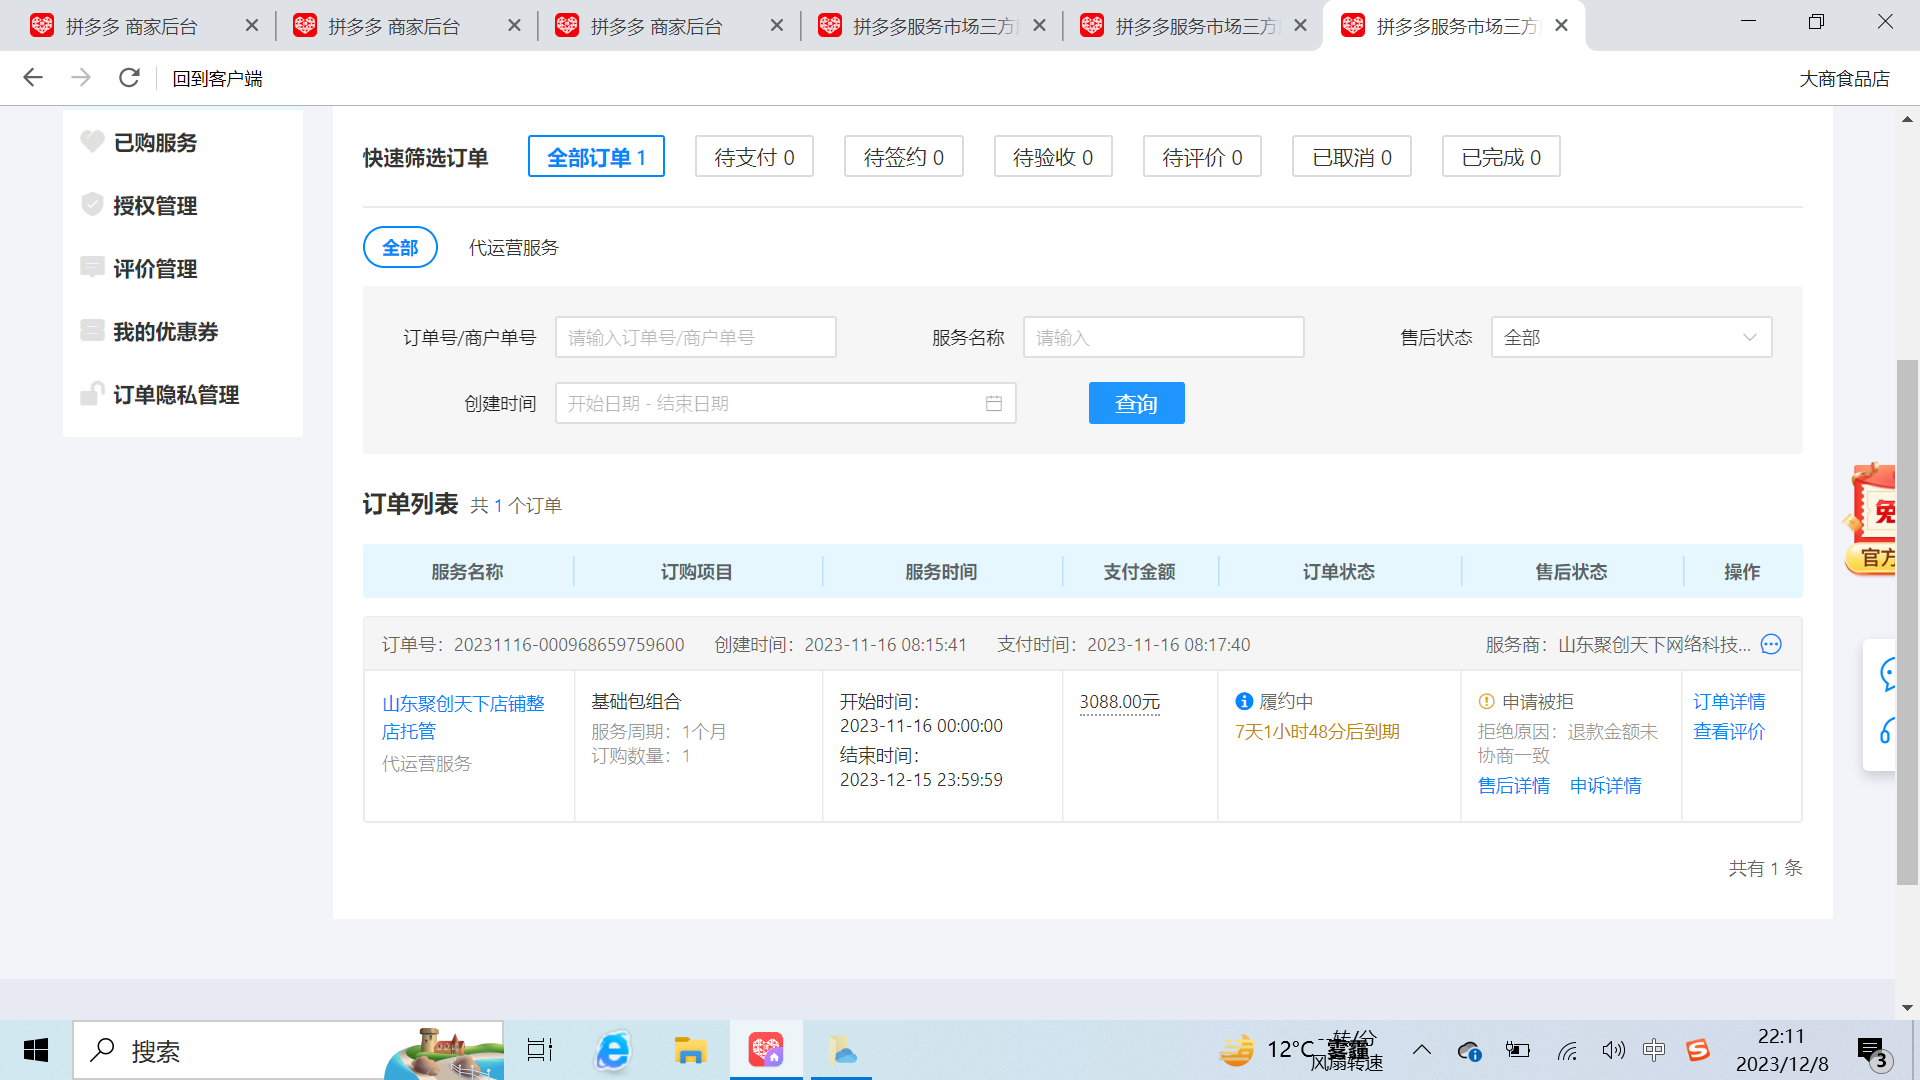 拼多多 商家后台
拼多多 商家后台
拼多多 商家后台
拼多多服务市场三方
拼多多服务市场三方
拼多多服务市场三方
回到客户端
大商食品店
已购服务
授权管理
评价管理
我的优惠券
订单隐私管理
快速筛选订单 全部订单 1 待支付 0 待签约 0 待验收 0 待评价 0 已取消 0 已完成 0
全部 代运营服务
订单号/商户单号 请输入订单号/商户单号 服务名称 请输入 售后状态 全部
创建时间 开始日期 - 结束日期 查询
订单列表 共 1 个订单
服务名称 订购项目 服务时间 支付金额 订单状态 售后状态 操作
订单号：20231116-000968659759600 创建时间：2023-11-16 08:15:41 支付时间：2023-11-16 08:17:40 服务商：山东聚创天下网络科技...
山东聚创天下店铺整
店托管
代运营服务
基础包组合
服务周期：1个月
订购数量：1
开始时间：
2023-11-16 00:00:00
结束时间：
2023-12-15 23:59:59
3088.00元
履约中
7天1小时48分后到期
申请被拒
拒绝原因：退款金额未
协商一致
售后详情 申诉详情
订单详情
查看评价
共有 1 条
免
官方
搜索
12°C 雾霾
--转/分
风扇转速
中
22:11
2023/12/8
3